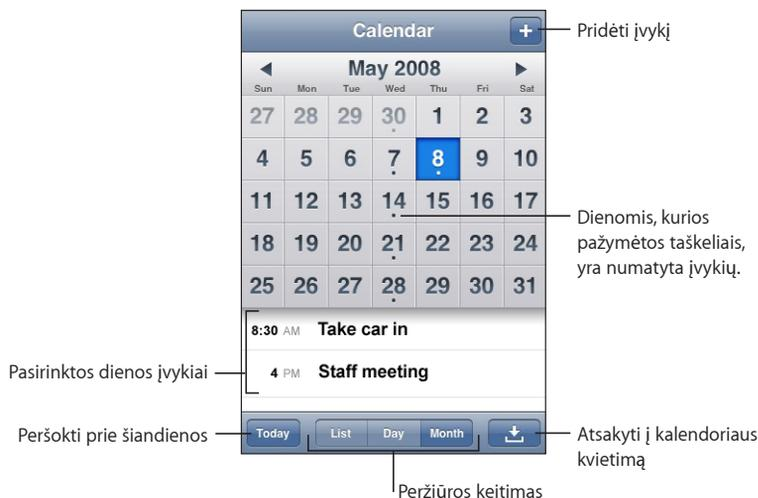 Calendar
+
Pridėti įvykį
May 2008
Sun Mon Tue Wed Thu Fri Sat
27 28 29 30 1 2 3
4 5 6 7 8 9 10
11 12 13 14 15 16 17
Dienomis, kurios
pažymėtos taškeliais,
yra numatyta įvykių.
18 19 20 21 22 23 24
25 26 27 28 29 30 31
8:30 AM Take car in
Pasirinktos dienos įvykiai
4 PM Staff meeting
Peršokti prie šiandienos
Today List Day Month
Atsakyti į kalendoriaus
kvietimą
Peržiūros keitimas